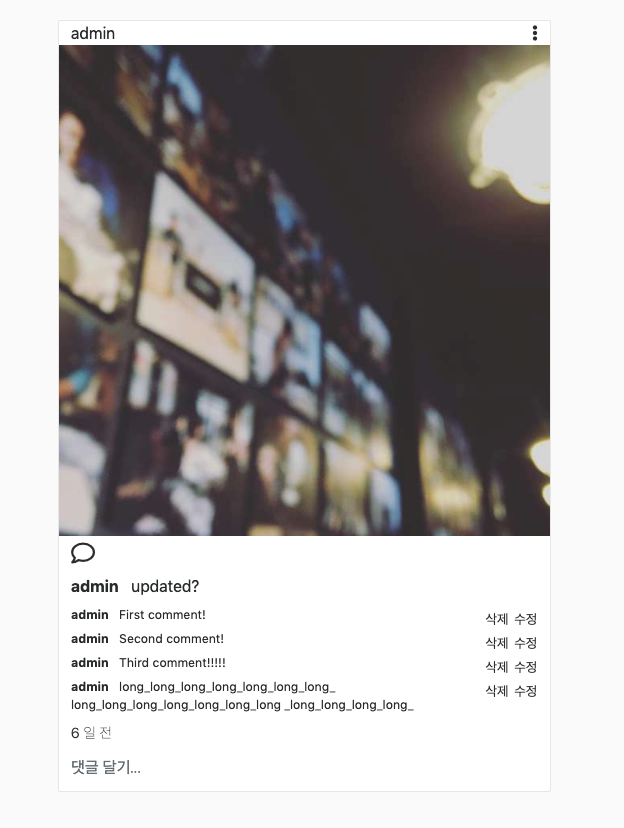 admin
admin updated?
admin First comment! 삭제 수정
admin Second comment! 삭제 수정
admin Third comment!!!!! 삭제 수정
admin long_long_long_long_long_long_long_ 삭제 수정
long_long_long_long_long_long_long _long_long_long_long_
6 일 전
댓글 달기...